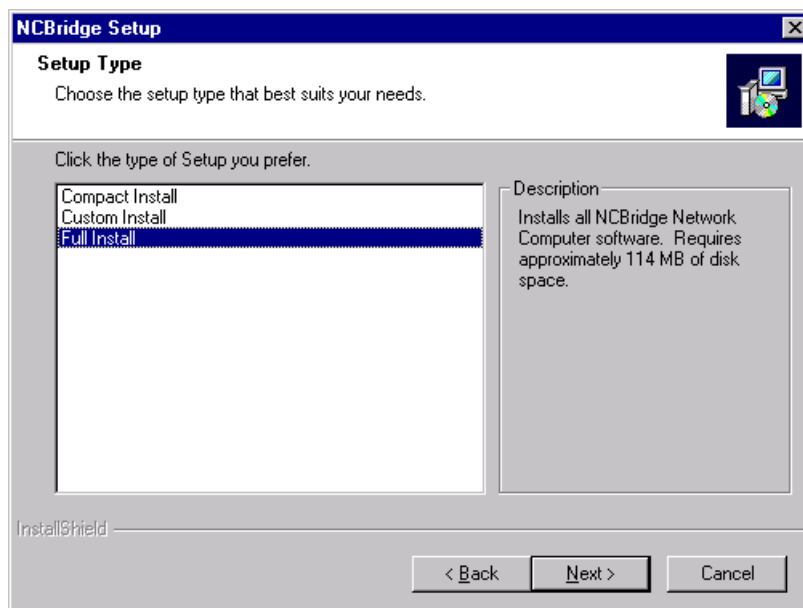 NCBridge Setup
Setup Type
Choose the setup type that best suits your needs.
Click the type of Setup you prefer.
Compact Install
Custom Install
Full Install
Description
Installs all NCBridge Network
Computer software. Requires
approximately 114 MB of disk
space.
InstallShield
< Back
Next >
Cancel